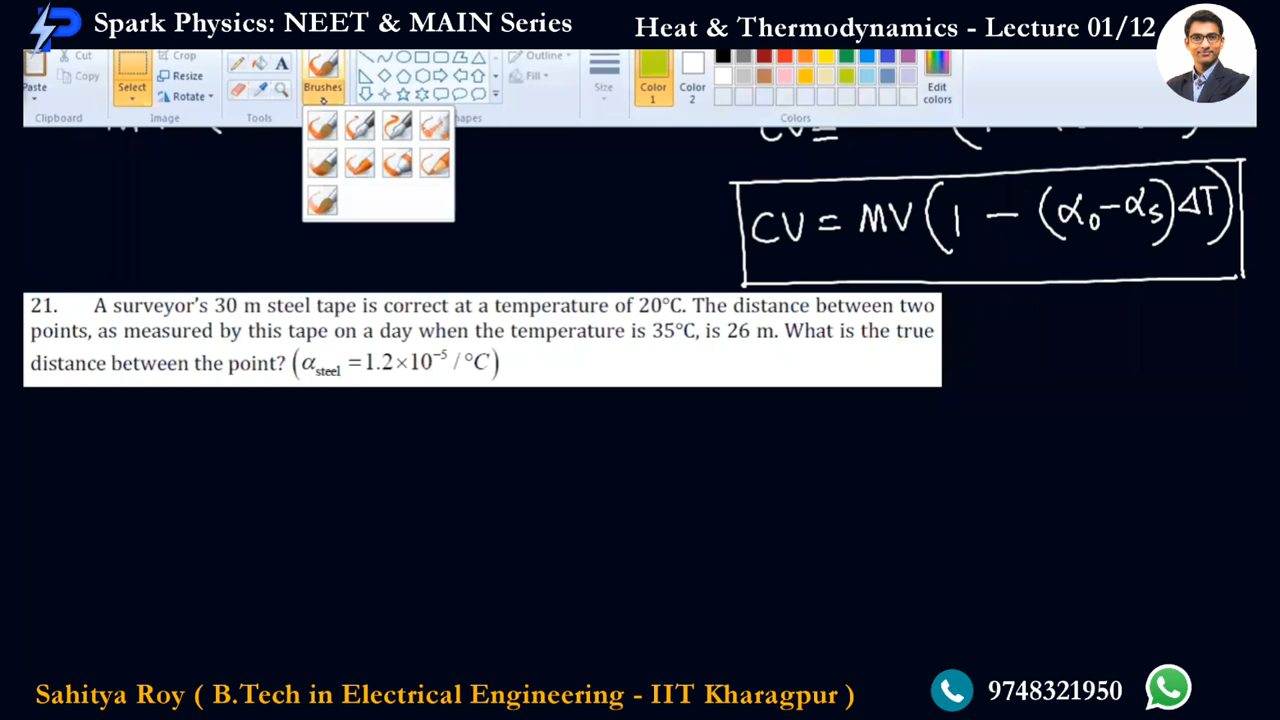 Spark Physics: NEET & MAIN Series
Heat & Thermodynamics - Lecture 01/12
Cut
Crop
Outline
Copy
Resize
Fill
Paste
Select
Rotate
Brushes
Size
Color 1
Color 2
Edit colors
Clipboard
Image
Tools
Colors
CV = MV (1 - (α₀ - αₛ) ΔT)
21. A surveyor's 30 m steel tape is correct at a temperature of 20°C. The distance between two
points, as measured by this tape on a day when the temperature is 35°C, is 26 m. What is the true
distance between the point? (α_steel = 1.2×10⁻⁵ / °C)
Sahitya Roy ( B.Tech in Electrical Engineering - IIT Kharagpur )
9748321950